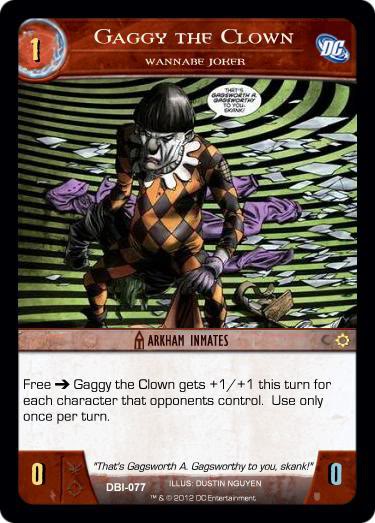 1
GAGGY THE CLOWN
WANNABE JOKER
DC
THAT'S
GAGSWORTH A.
GAGSWORTHY
TO YOU,
SKANK!
ARKHAM INMATES
Free ➔ Gaggy the Clown gets +1/+1 this turn for
each character that opponents control. Use only
once per turn.
"That's Gagsworth A. Gagsworthy to you, skank!"
0
0
DBI-077
ILLUS: DUSTIN NGUYEN
™ & © 2012 DC Entertainment